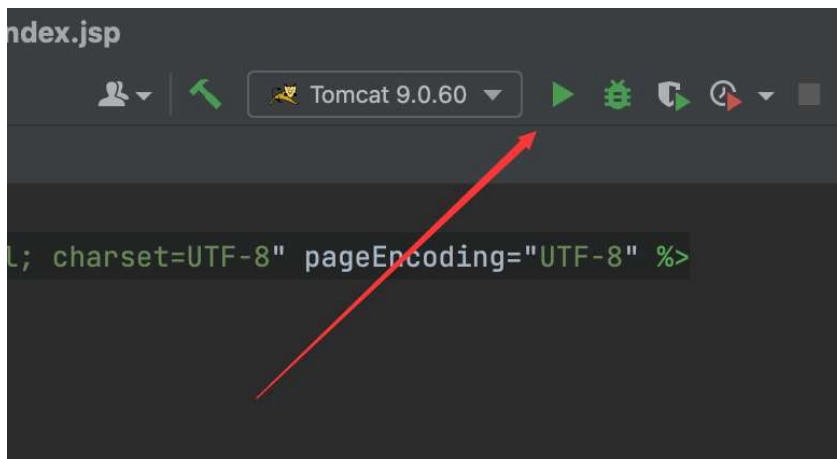 ndex.jsp
Tomcat 9.0.60
l; charset=UTF-8" pageEncoding="UTF-8" %>